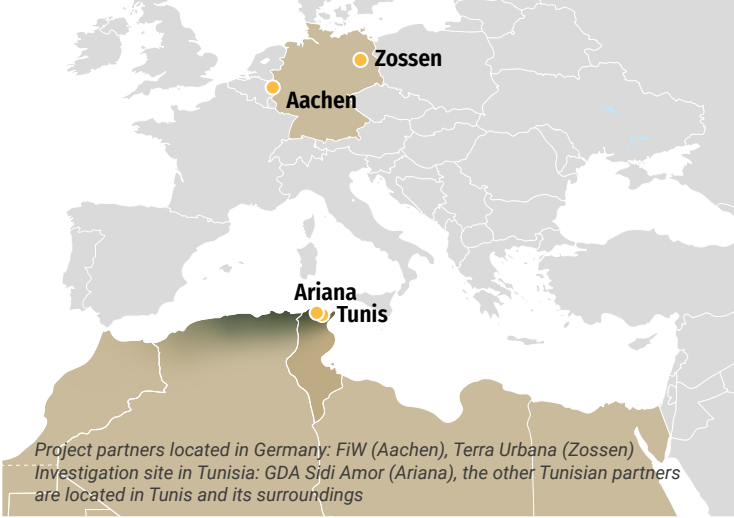 Zossen
Aachen
Ariana
Tunis
Project partners located in Germany: FiW (Aachen), Terra Urbana (Zossen)
Investigation site in Tunisia: GDA Sidi Amor (Ariana), the other Tunisian partners
are located in Tunis and its surroundings